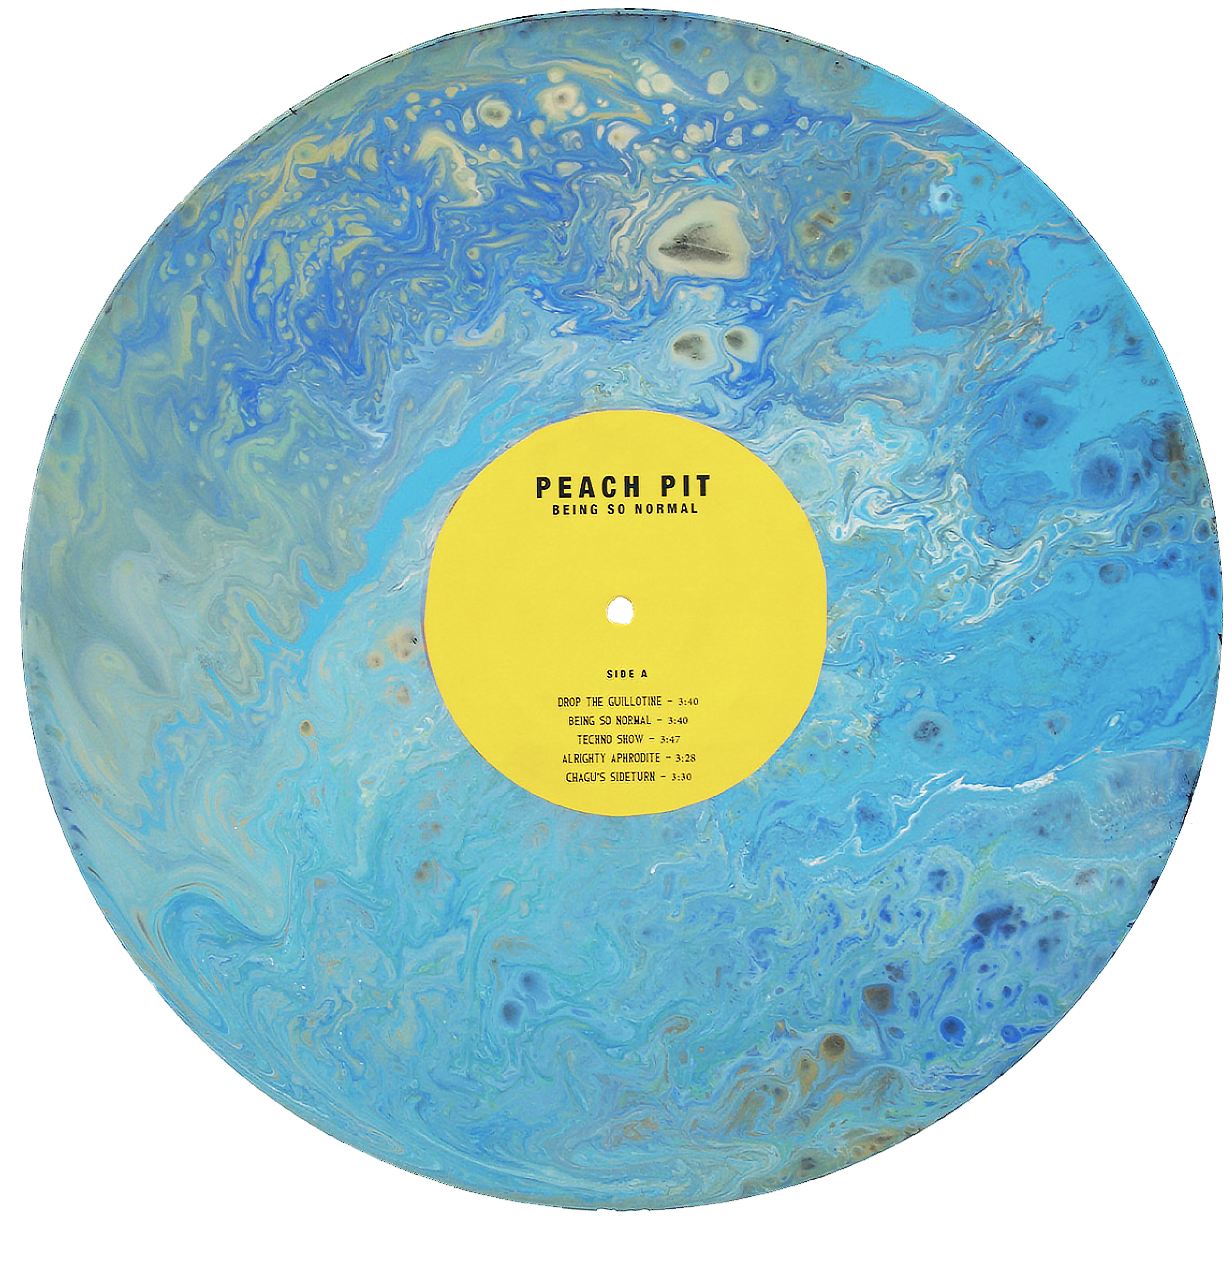 PEACH PIT
BEING SO NORMAL
SIDE A
DROP THE GUILLOTINE – 3:40
BEING SO NORMAL – 3:40
TECHNO SHOW – 3:47
ALRIGHTY APHRODITE – 3:28
CHAGU'S SIDETURN – 3:30